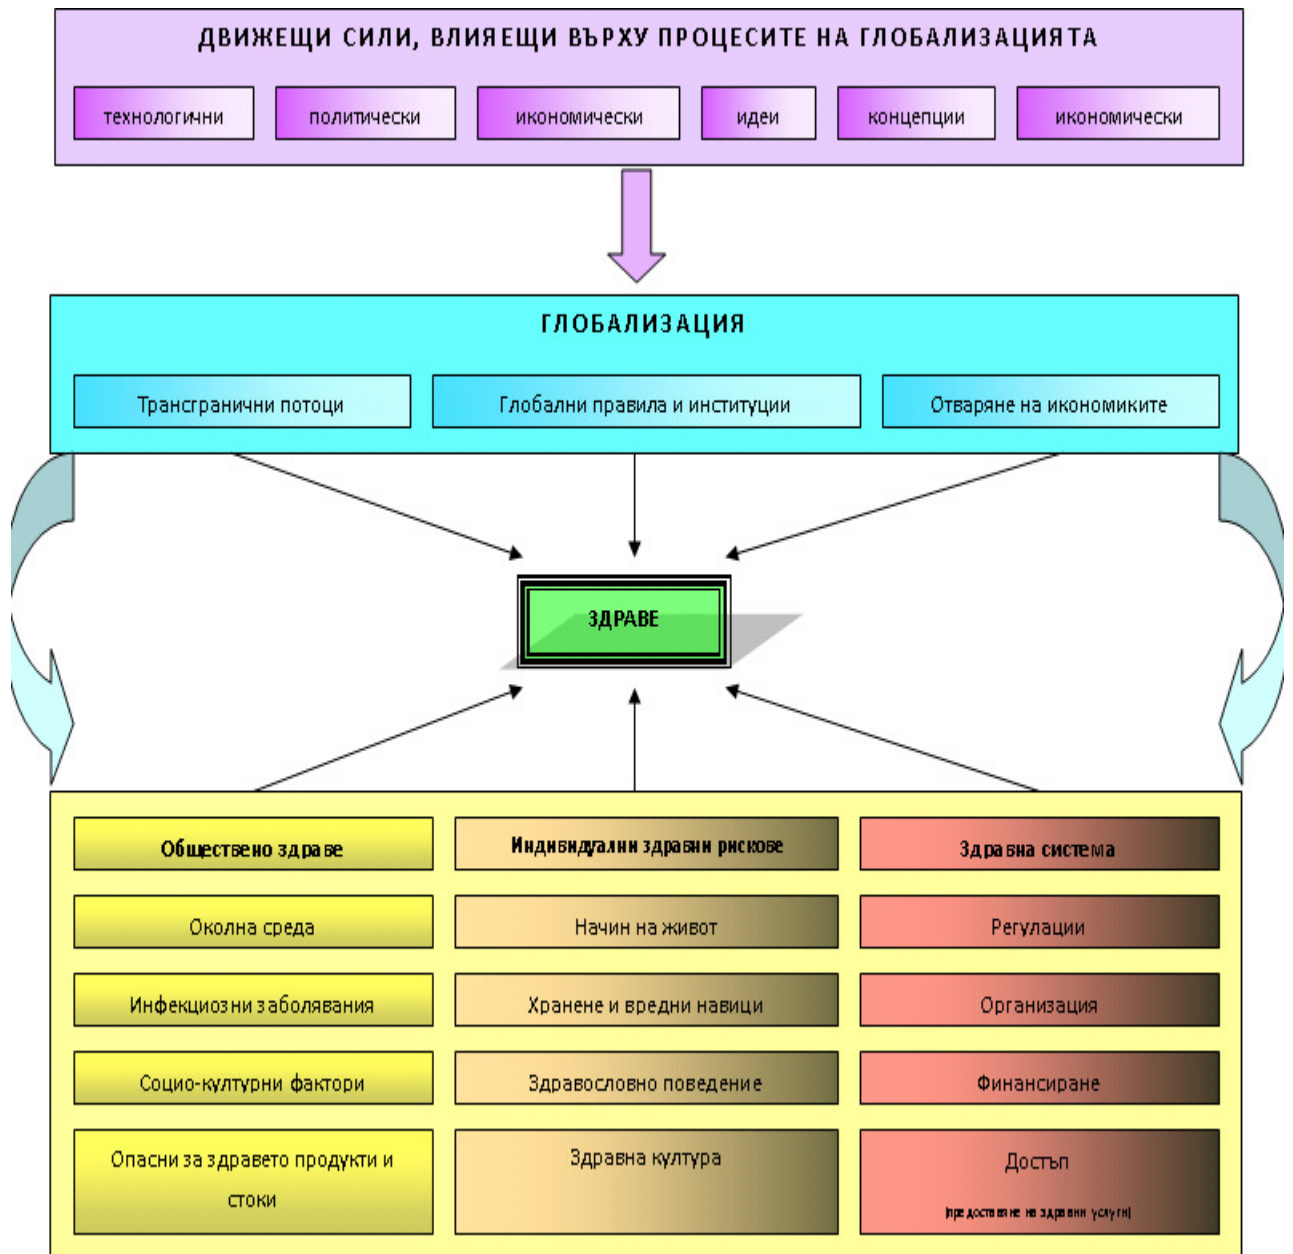 ДВИЖЕЩИ СИЛИ, ВЛИЯЕЩИ ВЪРХУ ПРОЦЕСИТЕ НА ГЛОБАЛИЗАЦИЯТА
технологични
политически
икономически
идеи
концепции
икономически
ГЛОБАЛИЗАЦИЯ
Трансгранични потоци
Глобални правила и институции
Отваряне на икономиките
ЗДРАВЕ
Обществено здраве
Индивидуални здравни рискове
Здравна система
Околна среда
Начин на живот
Регулации
Инфекциозни заболявания
Хранене и вредни навици
Организация
Социо-културни фактори
Здравословно поведение
Финансиране
Опасни за здравето продукти и
стоки
Здравна култура
Достъп
(предоставяне на здравни услуги)